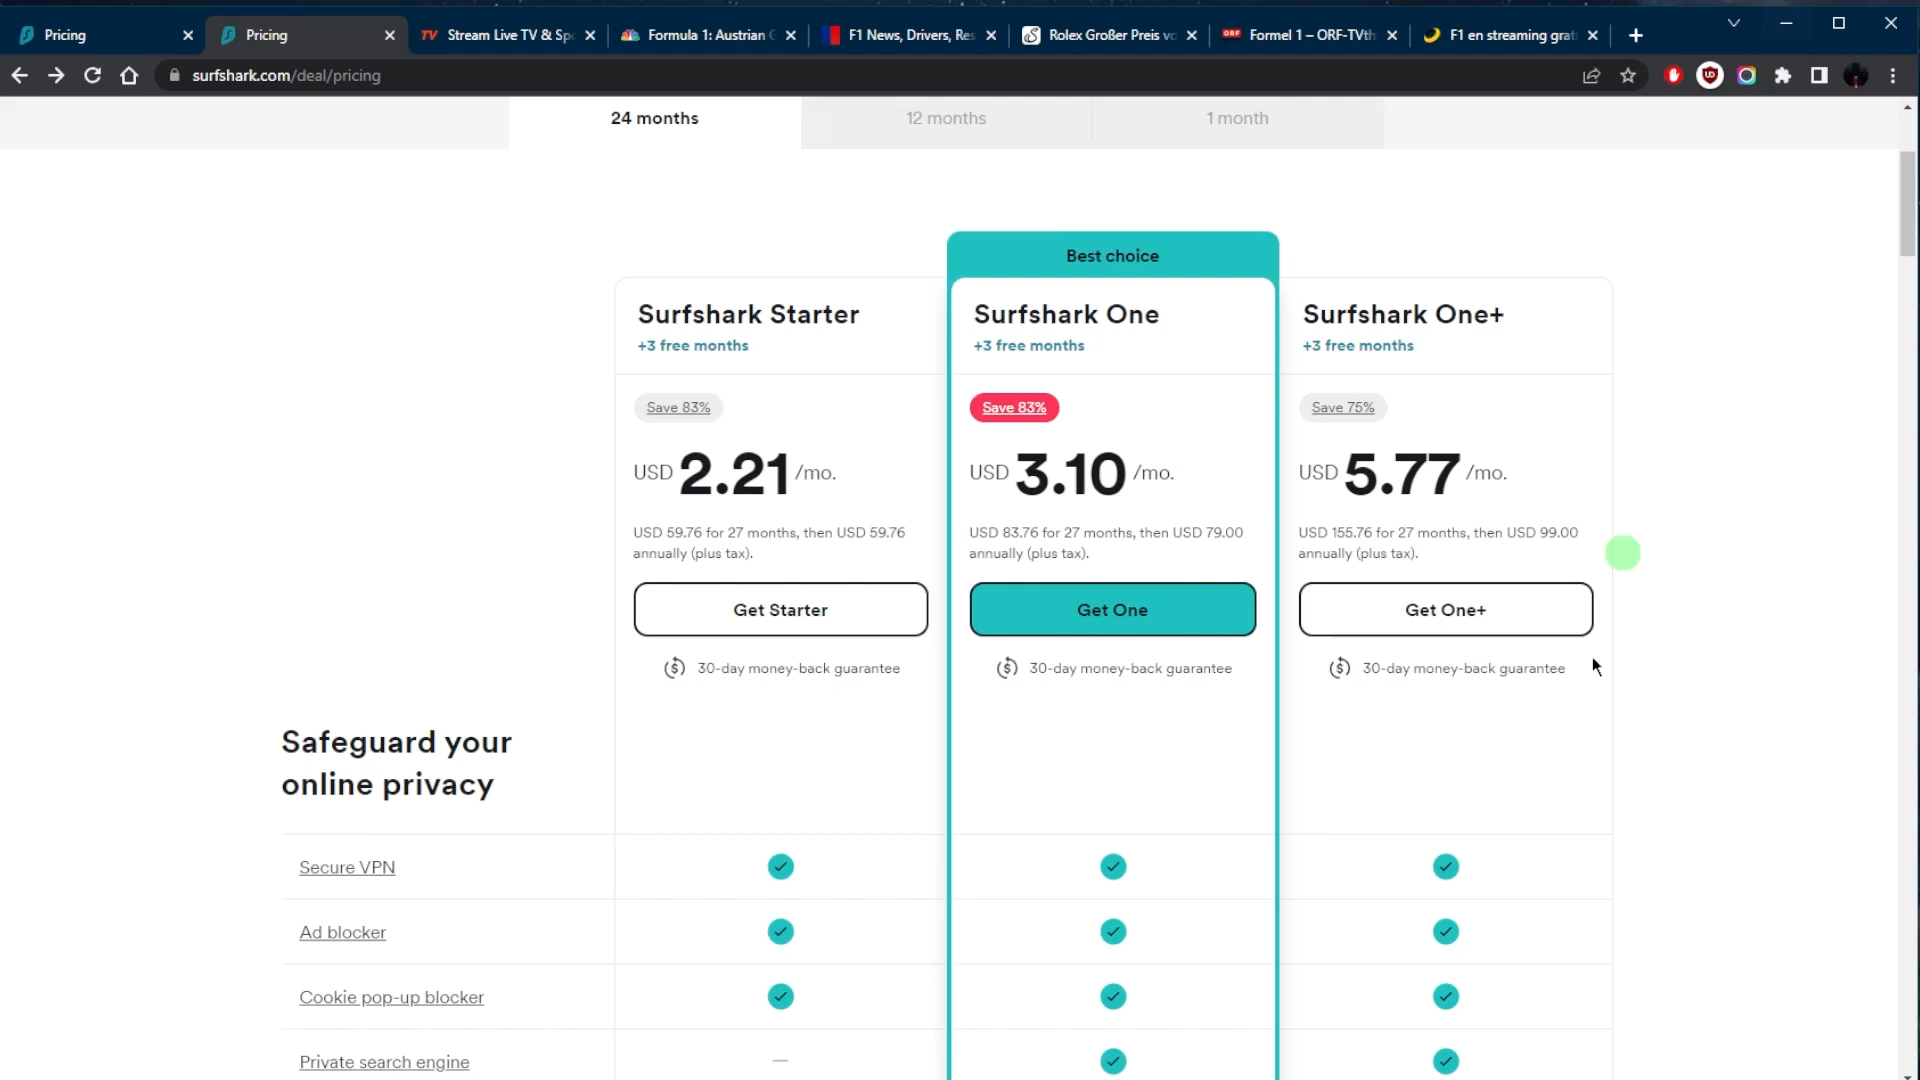 Pricing
Pricing
TV Stream Live TV & Sp
Formula 1: Austrian G
F1 News, Drivers, Res
Rolex Großer Preis vo
ORF Formel 1 – ORF-TVth
F1 en streaming grat
surfshark.com/deal/pricing
24 months
12 months
1 month
Best choice
Surfshark Starter
+3 free months
Surfshark One
+3 free months
Surfshark One+
+3 free months
Save 83%
Save 83%
Save 75%
USD 2.21 /mo.
USD 3.10 /mo.
USD 5.77 /mo.
USD 59.76 for 27 months, then USD 59.76
annually (plus tax).
USD 83.76 for 27 months, then USD 79.00
annually (plus tax).
USD 155.76 for 27 months, then USD 99.00
annually (plus tax).
Get Starter
Get One
Get One+
30-day money-back guarantee
30-day money-back guarantee
30-day money-back guarantee
Safeguard your
online privacy
Secure VPN
Ad blocker
Cookie pop-up blocker
Private search engine